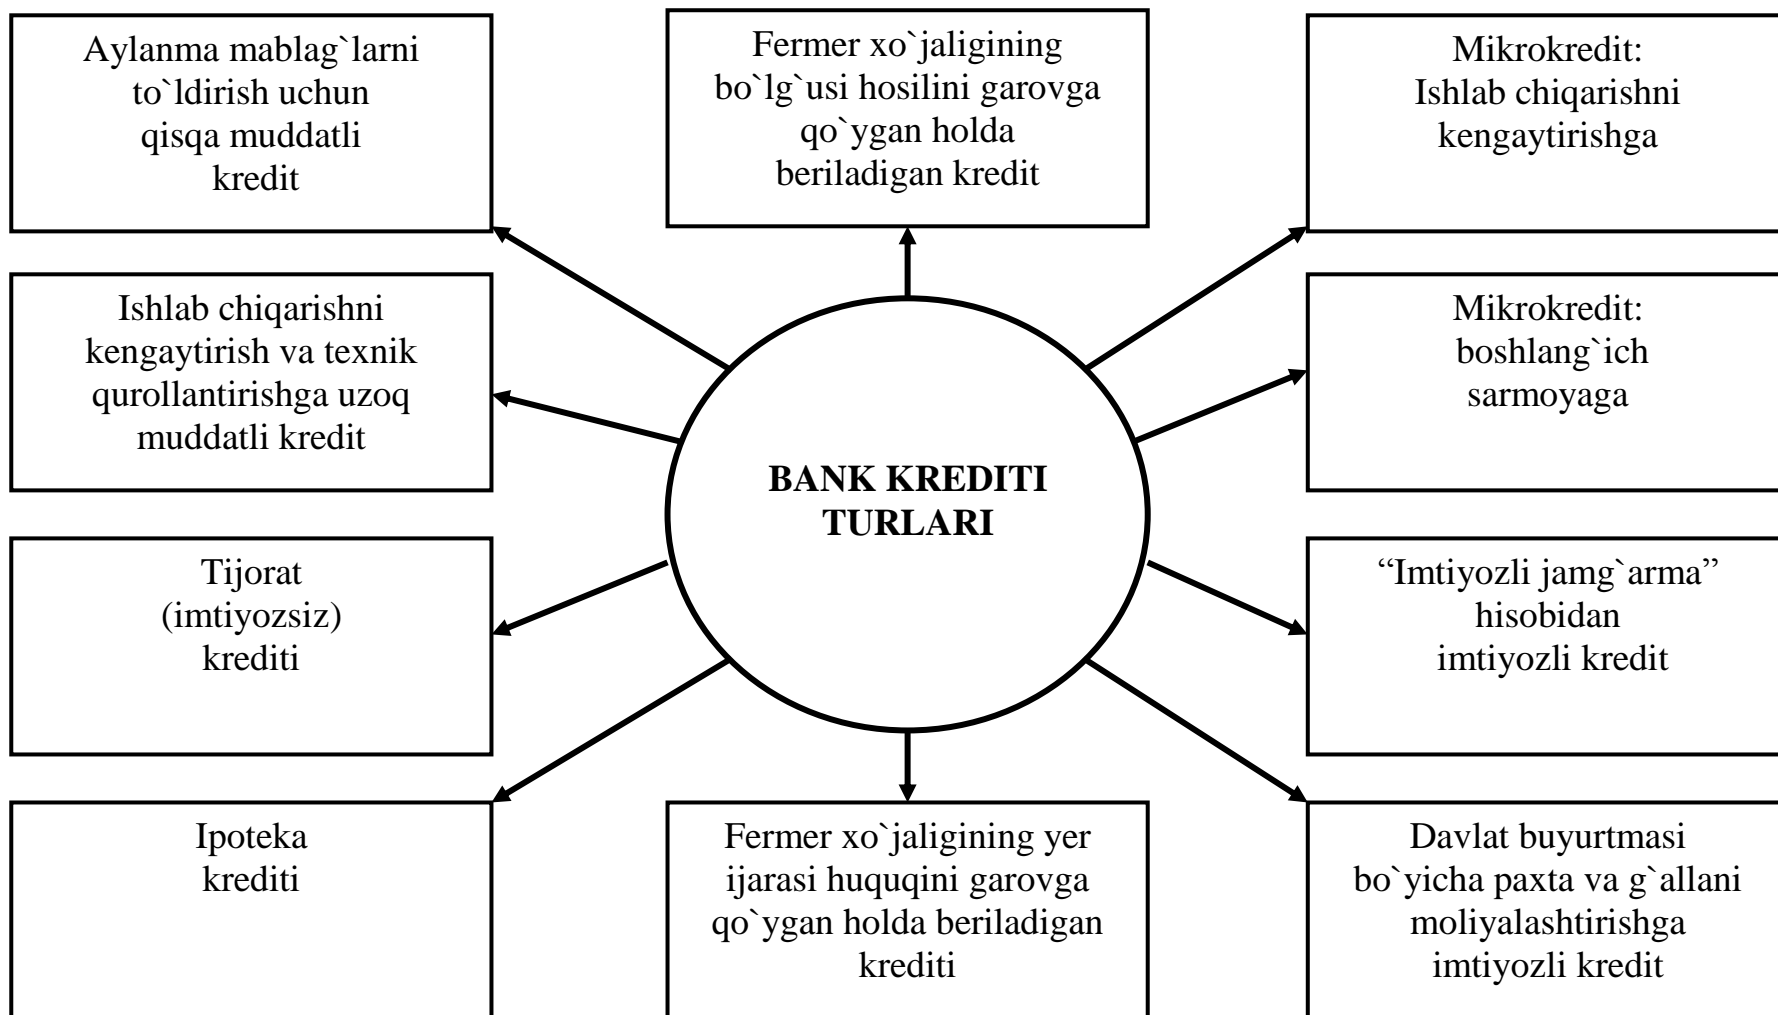 Aylanma mablag`larni
to`ldirish uchun
qisqa muddatli
kredit
Fermer xo`jaligining
bo`lg`usi hosilini garovga
qo`ygan holda
beriladigan kredit
Mikrokredit:
Ishlab chiqarishni
kengaytirishga
Ishlab chiqarishni
kengaytirish va texnik
qurollantirishga uzoq
muddatli kredit
Mikrokredit:
boshlang`ich
sarmoyaga
BANK KREDITI
TURLARI
Tijorat
(imtiyozsiz)
krediti
“Imtiyozli jamg`arma”
hisobidan
imtiyozli kredit
Ipoteka
krediti
Fermer xo`jaligining yer
ijarasi huquqini garovga
qo`ygan holda beriladigan
krediti
Davlat buyurtmasi
bo`yicha paxta va g`allani
moliyalashtirishga
imtiyozli kredit